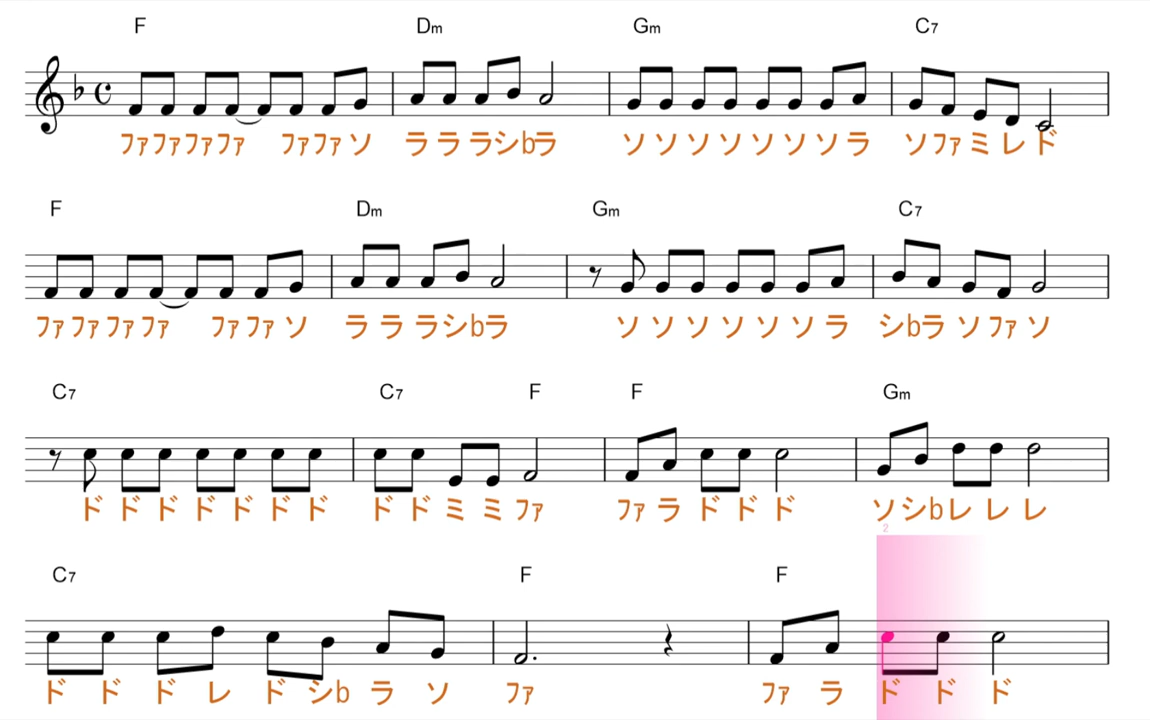 F Dm Gm C7
ファファファファ ファファソ ララララシbラ ソソソソソソソラ ソファミレド
F Dm Gm C7
ファファファファ ファファソ ラララシbラ ソソソソソソラ シbラソファソ
C7 C7 F F Gm
ドドドドドドド ドドミミファ ファラドドド ソシbレレレ
2
C7 F F
ドドドレドシbラソ ファ ファラドドド